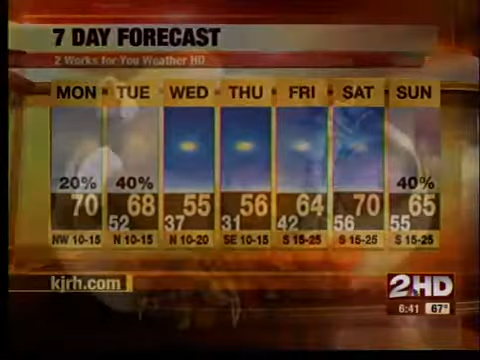 7 DAY FORECAST
2 Works for You Weather HD
MON TUE WED THU FRI SAT SUN
20% 40% 40%
70 68 55 56 64 70 65
52 37 31 42 56 55
NW 10-15 N 10-15 N 10-20 SE 10-15 S 15-25 S 15-25 S 15-25
kjrh.com
2HD
6:41 67°